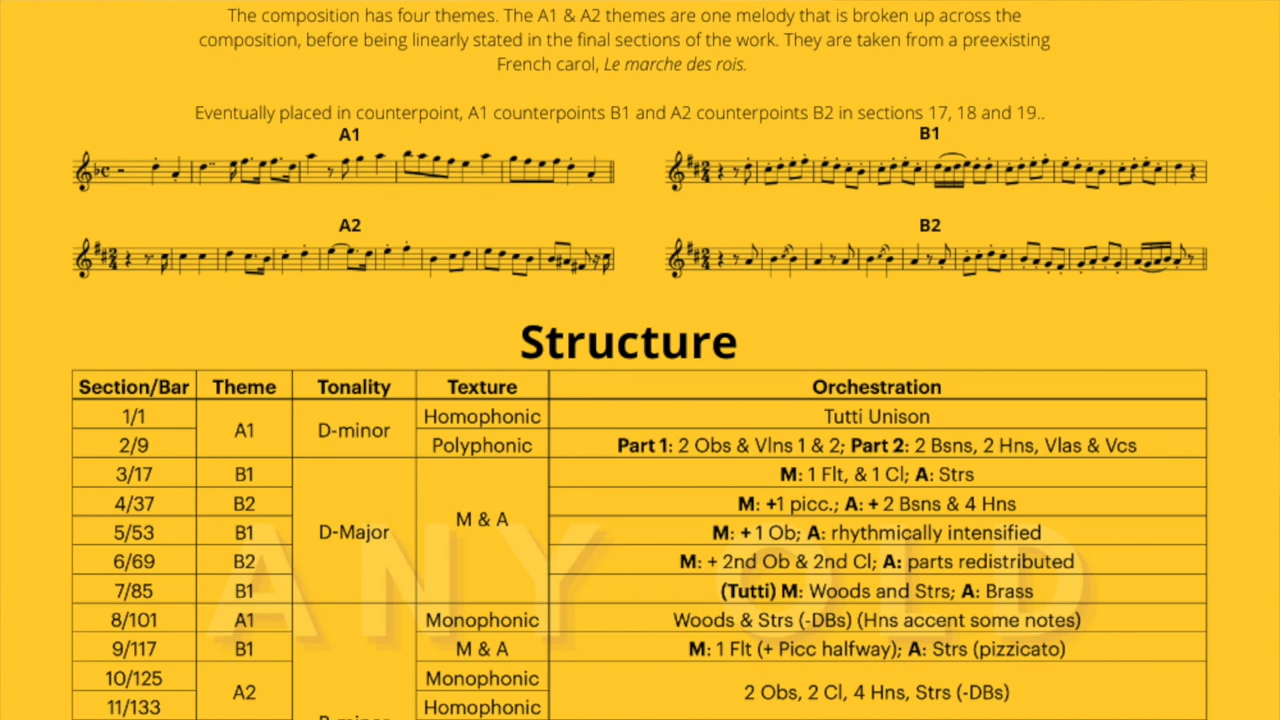 The composition has four themes. The A1 & A2 themes are one melody that is broken up across the
composition, before being linearly stated in the final sections of the work. They are taken from a preexisting
French carol, Le marche des rois.
Eventually placed in counterpoint, A1 counterpoints B1 and A2 counterpoints B2 in sections 17, 18 and 19..
A1
B1
A2
B2
Structure
Section/Bar Theme Tonality Texture Orchestration
1/1 A1 D-minor Homophonic Tutti Unison
2/9 Polyphonic Part 1: 2 Obs & Vlns 1 & 2; Part 2: 2 Bsns, 2 Hns, Vlas & Vcs
3/17 B1 D-Major M & A M: 1 Flt, & 1 Cl; A: Strs
4/37 B2 M: +1 picc.; A: + 2 Bsns & 4 Hns
5/53 B1 M: + 1 Ob; A: rhythmically intensified
6/69 B2 M: + 2nd Ob & 2nd Cl; A: parts redistributed
7/85 B1 (Tutti) M: Woods and Strs; A: Brass
8/101 A1 Monophonic Woods & Strs (-DBs) (Hns accent some notes)
9/117 B1 M & A M: 1 Flt (+ Picc halfway); A: Strs (pizzicato)
10/125 A2 Monophonic 2 Obs, 2 Cl, 4 Hns, Strs (-DBs)
11/133 Homophonic
ANY OLD